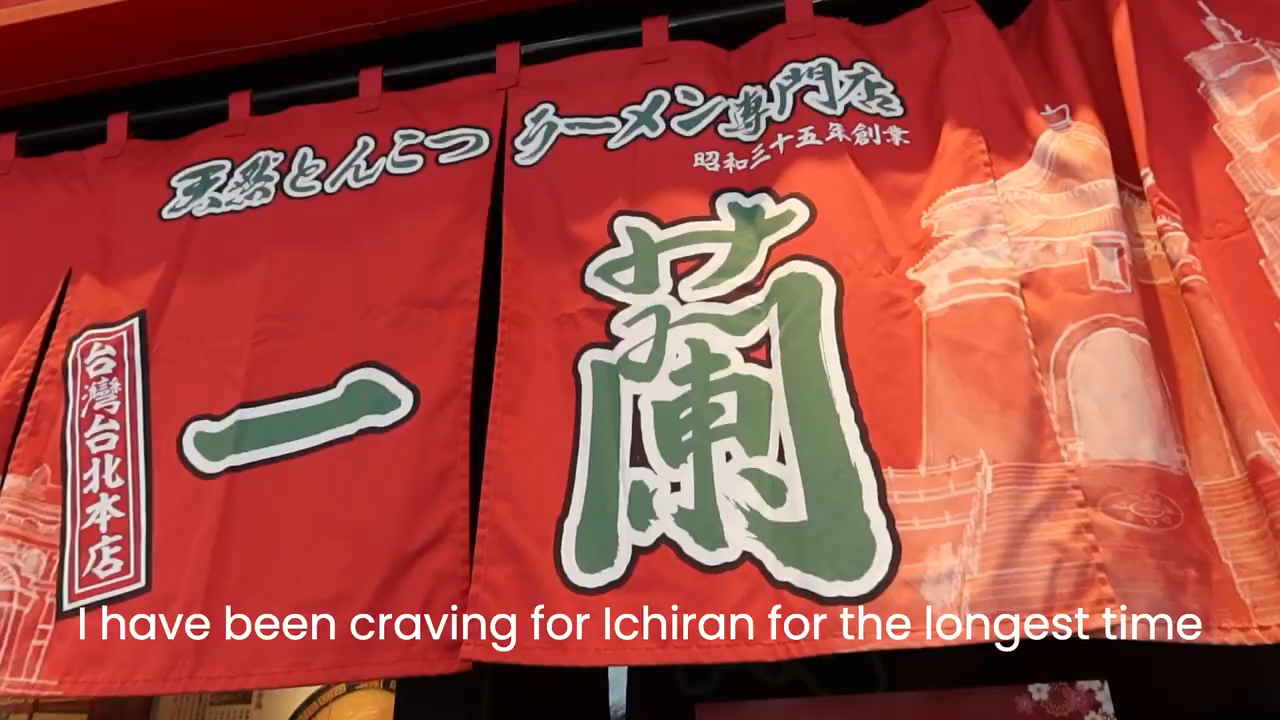 天然とんこつ ラーメン専門店
昭和三十五年創業
一蘭
台灣台北本店
I have been craving for Ichiran for the longest time